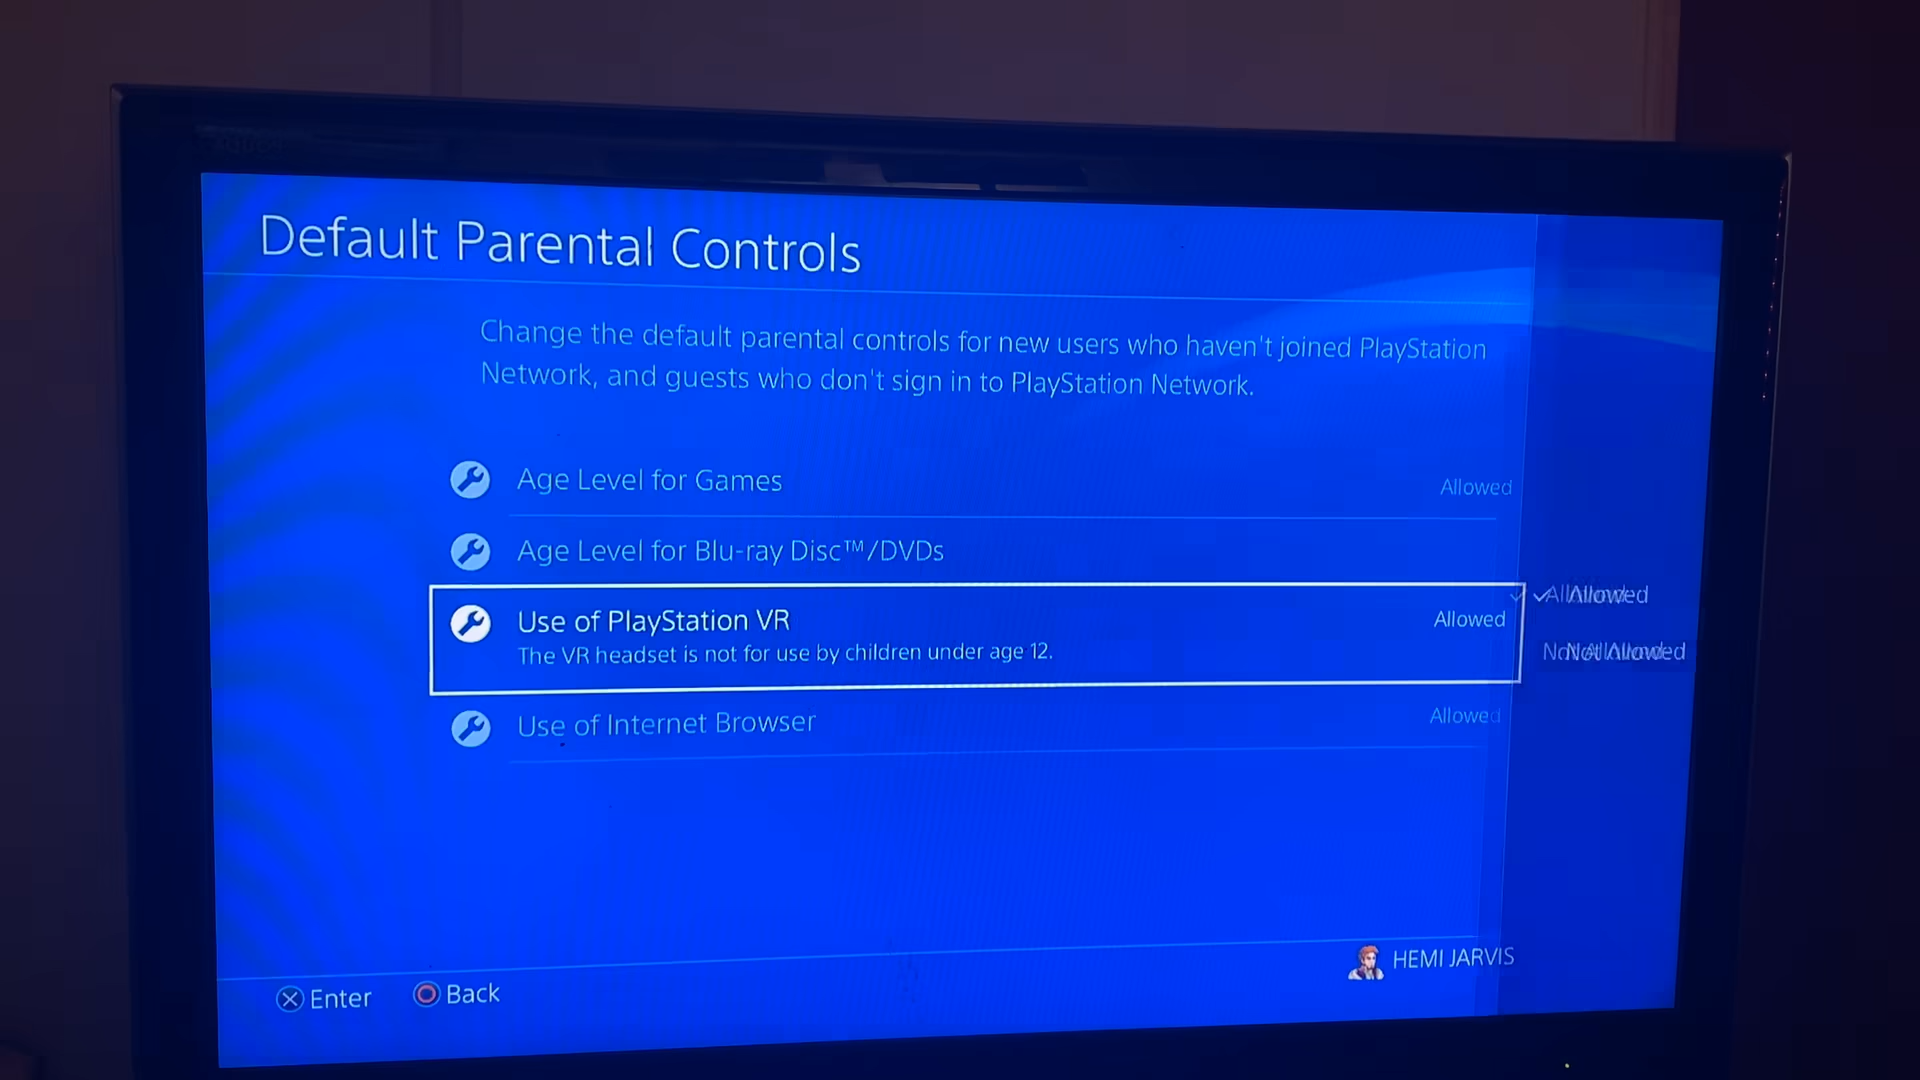 Default Parental Controls
Change the default parental controls for new users who haven't joined PlayStation
Network, and guests who don't sign in to PlayStation Network.
Age Level for Games
Allowed
Age Level for Blu-ray Disc™/DVDs
Use of PlayStation VR
Allowed
The VR headset is not for use by children under age 12.
Allowed
Not Allowed
Use of Internet Browser
Allowed
HEMI JARVIS
Enter
Back